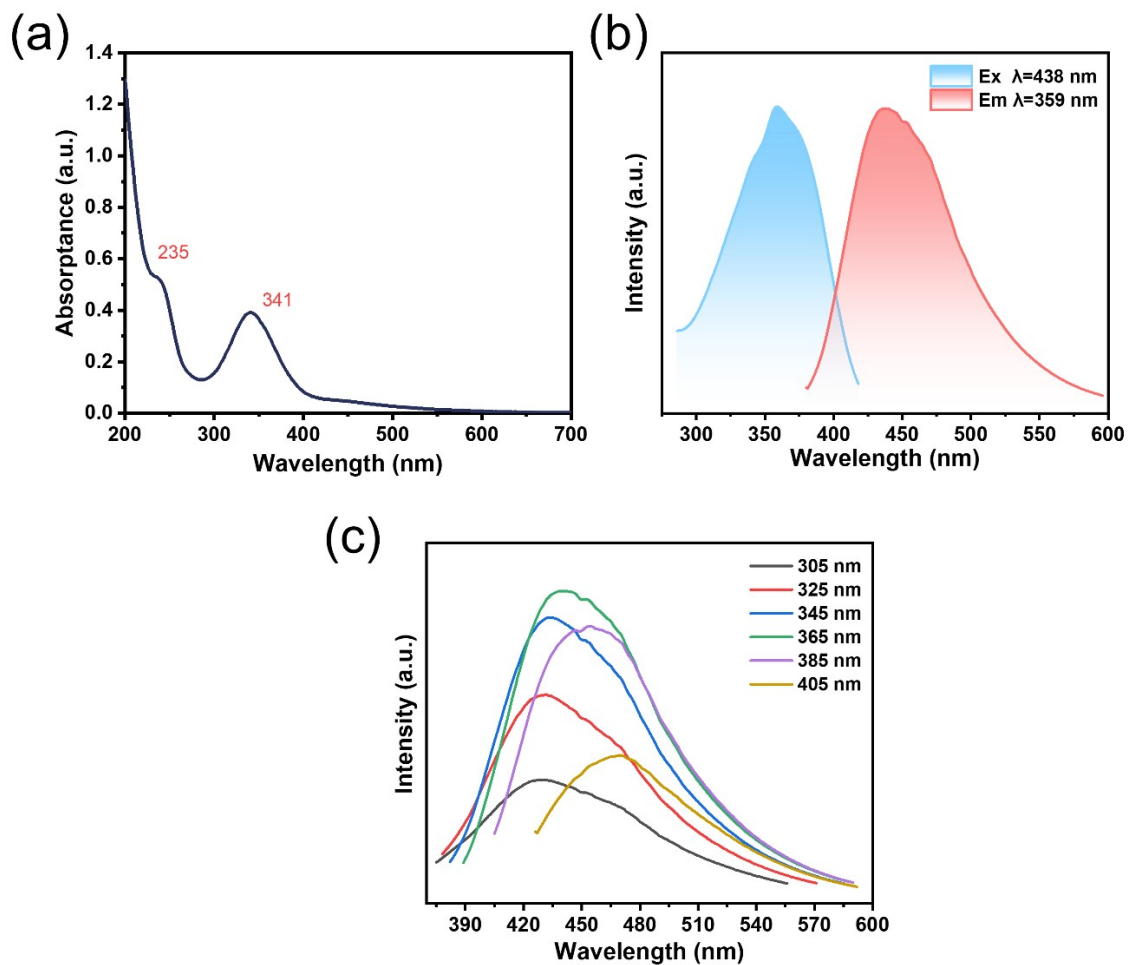 (a)
1.4
1.2
1.0
0.8
0.6
0.4
0.2
0.0
Absorptance (a.u.)
235
341
200 300 400 500 600 700
Wavelength (nm)
(b)
Ex λ=438 nm
Em λ=359 nm
Intensity (a.u.)
300 350 400 450 500 550 600
Wavelength (nm)
(c)
305 nm
325 nm
345 nm
365 nm
385 nm
405 nm
Intensity (a.u.)
390 420 450 480 510 540 570 600
Wavelength (nm)